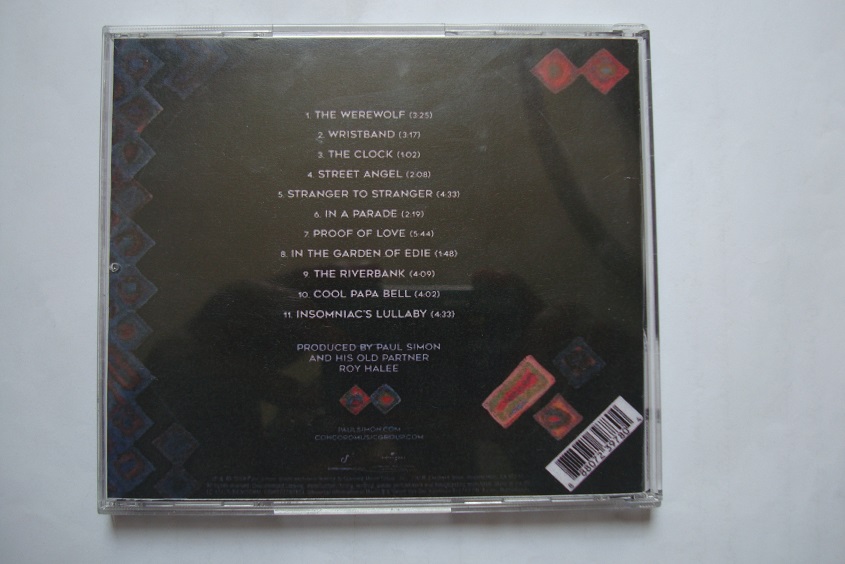 1. THE WEREWOLF (3:25)
2. WRISTBAND (3:17)
3. THE CLOCK (1:02)
4. STREET ANGEL (2:08)
5. STRANGER TO STRANGER (4:33)
6. IN A PARADE (2:19)
7. PROOF OF LOVE (5:44)
8. IN THE GARDEN OF EDIE (1:48)
9. THE RIVERBANK (4:09)
10. COOL PAPA BELL (4:02)
11. INSOMNIAC'S LULLABY (4:33)
PRODUCED BY PAUL SIMON
AND HIS OLD PARTNER
ROY HALEE
PAULSIMON.COM
CONCORDMUSICGROUP.COM